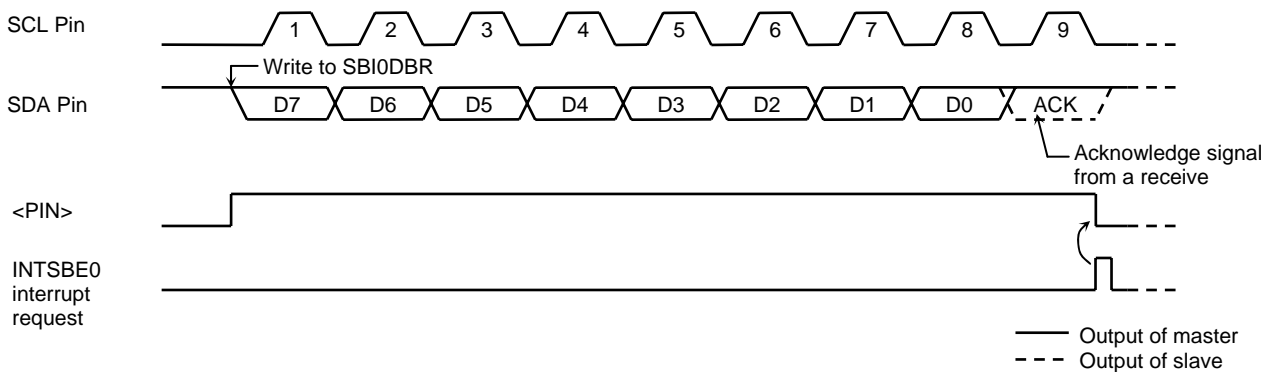 SCL Pin
1 2 3 4 5 6 7 8 9
Write to SBI0DBR
SDA Pin
D7 D6 D5 D4 D3 D2 D1 D0 ACK
Acknowledge signal
from a receive
<PIN>
INTSBE0
interrupt
request
Output of master
Output of slave